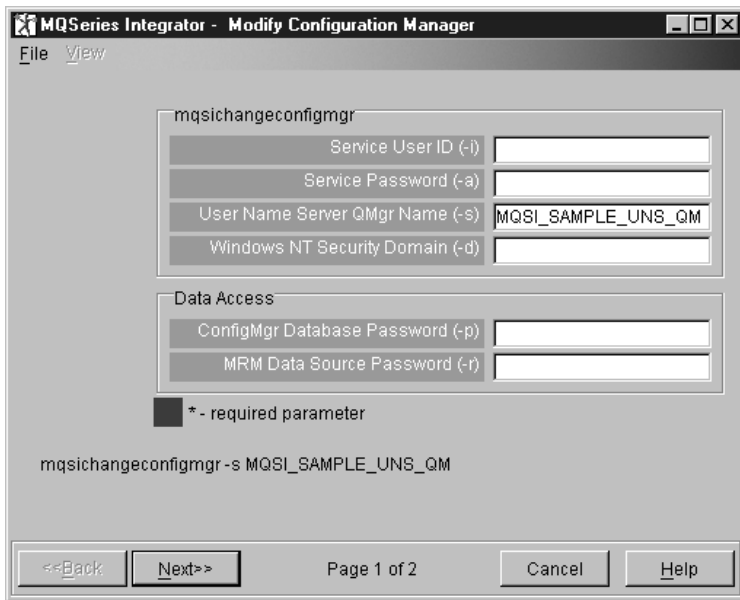 MQSeries Integrator - Modify Configuration Manager
File View
mqsichangeconfigmgr
Service User ID (-i)
Service Password (-a)
User Name Server QMgr Name (-s) MQSI_SAMPLE_UNS_QM
Windows NT Security Domain (-d)
Data Access
ConfigMgr Database Password (-p)
MRM Data Source Password (-r)
* - required parameter
mqsichangeconfigmgr -s MQSI_SAMPLE_UNS_QM
<<Back Next>> Page 1 of 2 Cancel Help